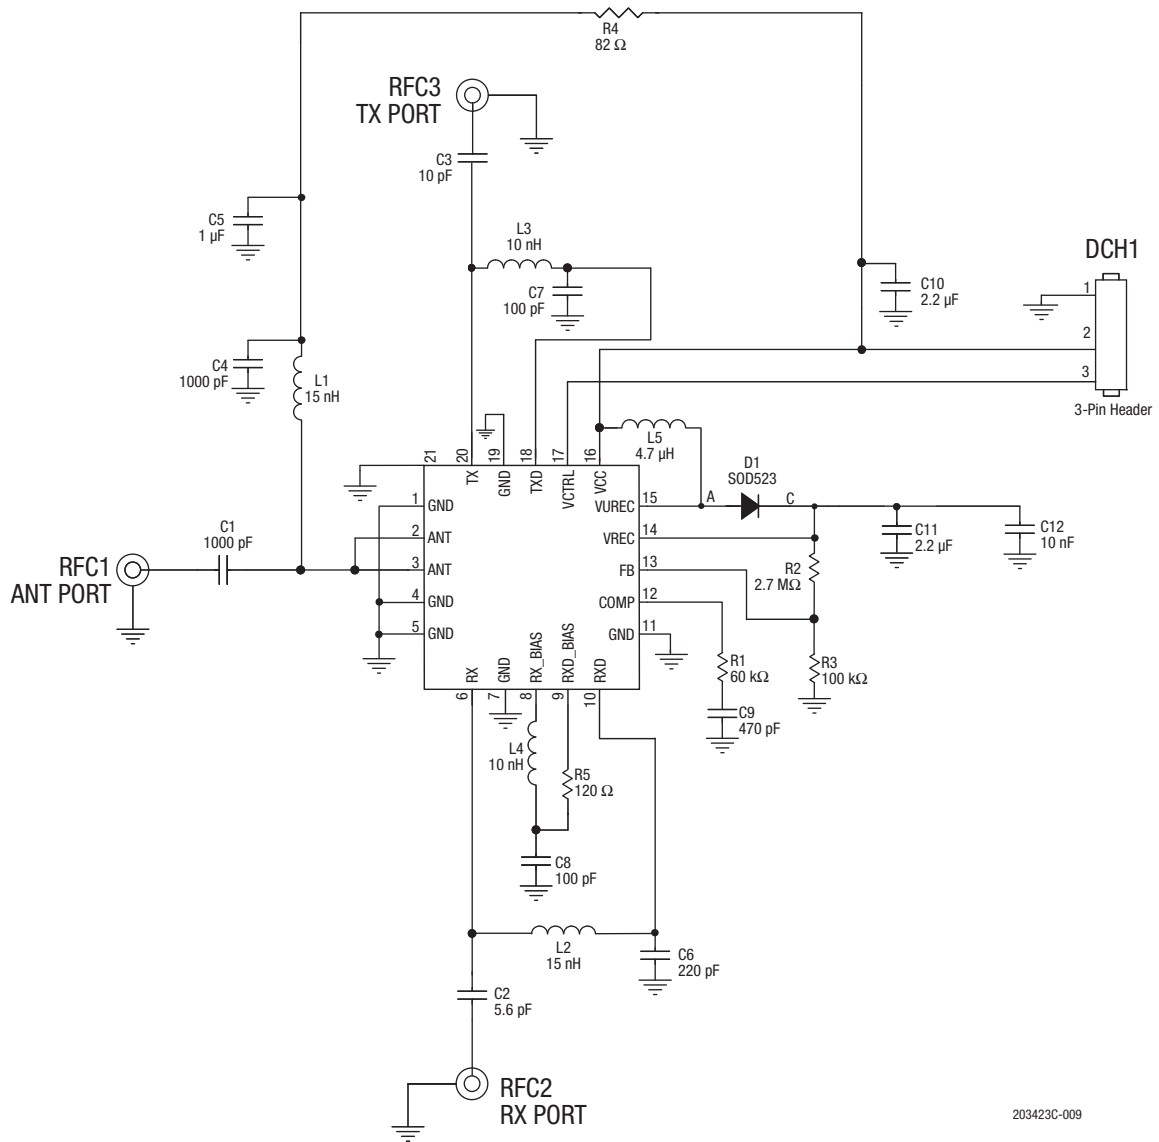 R4
82 Ω
RFC3
TX PORT
C3
10 pF
C5
1 µF
L3
10 nH
C7
100 pF
DCH1
C10
2.2 µF
1
2
3
3-Pin Header
C4
1000 pF
L1
15 nH
L5
4.7 µH
21
20
19
18
17
16
TX
GND
TXD
VCTRL
VCC
D1
SOD523
A
C
1
GND
2
ANT
3
ANT
4
GND
5
GND
VUREC
15
VREC
14
FB
13
COMP
12
GND
11
C11
2.2 µF
C12
10 nF
C1
1000 pF
RFC1
ANT PORT
R2
2.7 MΩ
R1
60 kΩ
R3
100 kΩ
C9
470 pF
RX
GND
RX_BIAS
RXD_BIAS
RXD
6
7
8
9
10
L4
10 nH
R5
120 Ω
C8
100 pF
L2
15 nH
C6
220 pF
C2
5.6 pF
RFC2
RX PORT
203423C-009